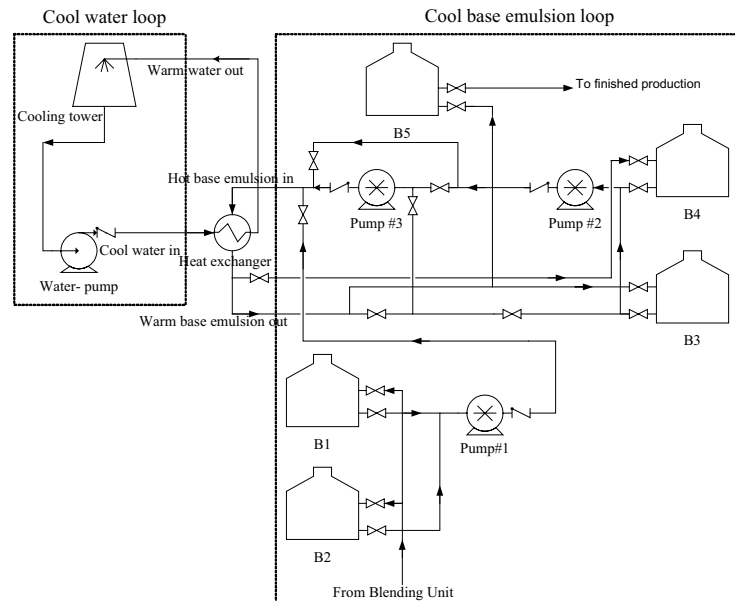 Cool water loop
Cool base emulsion loop
Warm water out
To finished production
Cooling tower
B5
Hot base emulsion in
Pump #3
Pump #2
B4
Cool water in
Heat exchanger
Water- pump
Warm base emulsion out
B3
B1
Pump#1
B2
From Blending Unit